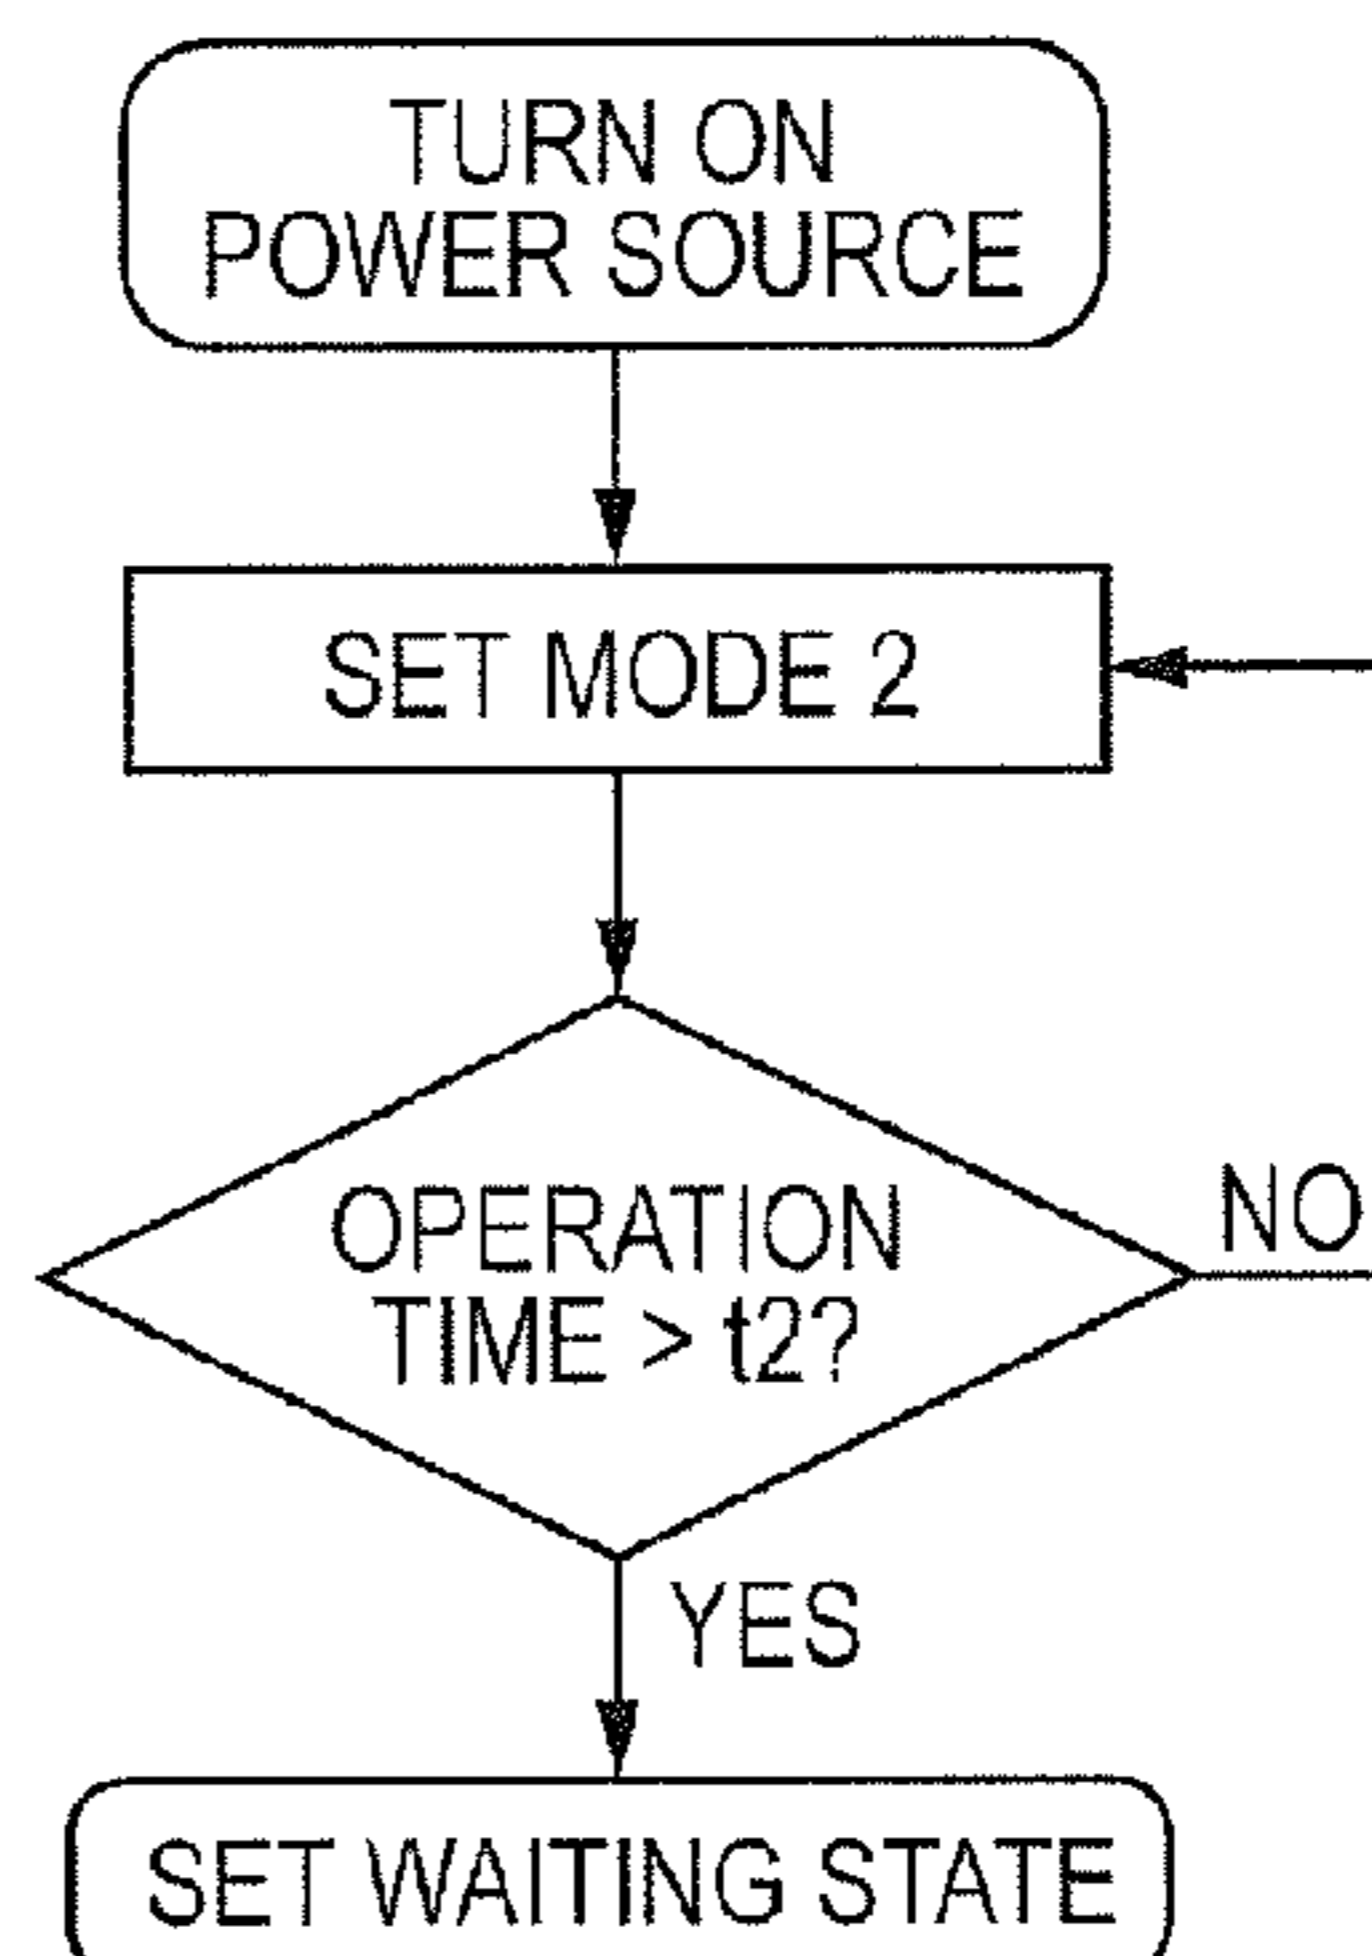 TURN ON
POWER SOURCE
SET MODE 2
OPERATION
TIME > t2?
NO
YES
SET WAITING STATE